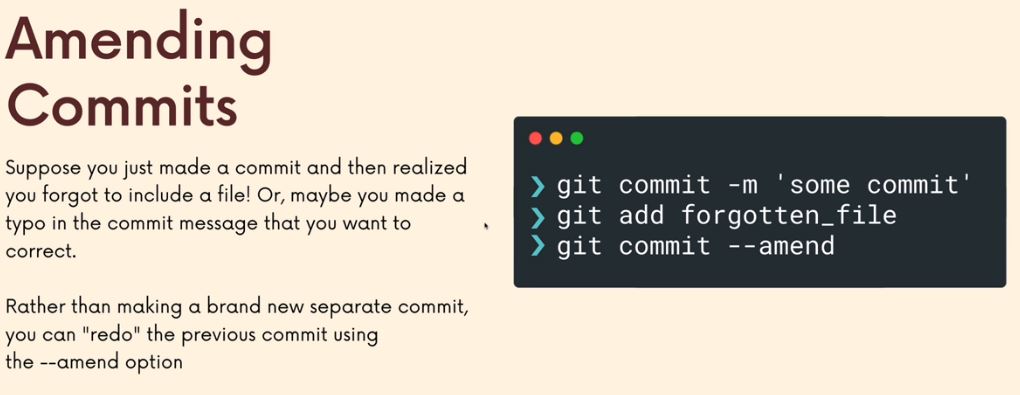 Amending
Commits
Suppose you just made a commit and then realized
you forgot to include a file! Or, maybe you made a
typo in the commit message that you want to
correct.
Rather than making a brand new separate commit,
you can "redo" the previous commit using
the --amend option
❯ git commit -m 'some commit'
❯ git add forgotten_file
❯ git commit --amend